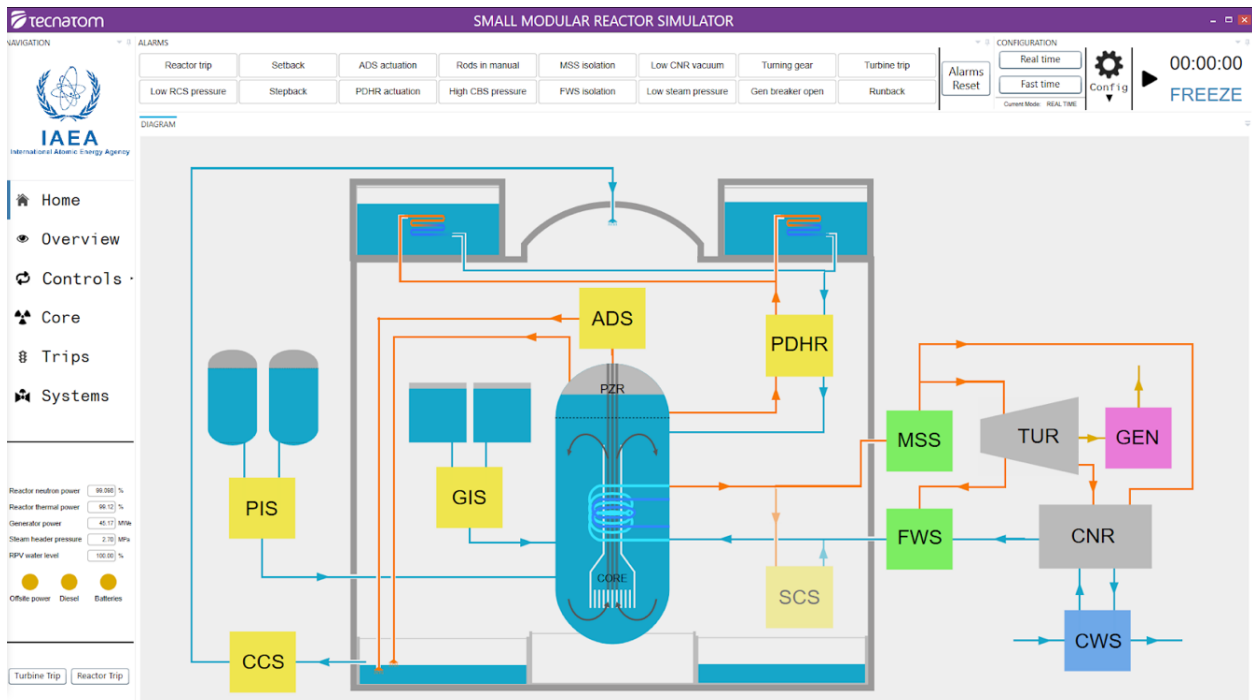 tecnatom
SMALL MODULAR REACTOR SIMULATOR
NAVIGATION
ALARMS
CONFIGURATION
Reactor trip
Setback
ADS actuation
Rods in manual
MSS isolation
Low CNR vacuum
Turning gear
Turbine trip
Low RCS pressure
Stepback
PDHR actuation
High CBS pressure
FWS isolation
Low steam pressure
Gen breaker open
Runback
Alarms
Reset
Real time
Fast time
Current Mode: REAL TIME
Config
00:00:00
FREEZE
IAEA
International Atomic Energy Agency
DIAGRAM
Home
Overview
Controls
Core
Trips
Systems
Reactor neutron power 99.098 %
Reactor thermal power 99.12 %
Generator power 45.17 MWe
Steam header pressure 2.70 MPa
RPV water level 100.00 %
Offsite power
Diesel
Batteries
Turbine Trip
Reactor Trip
ADS
PDHR
PZR
MSS
TUR
GEN
PIS
GIS
FWS
CNR
CORE
SCS
CWS
CCS